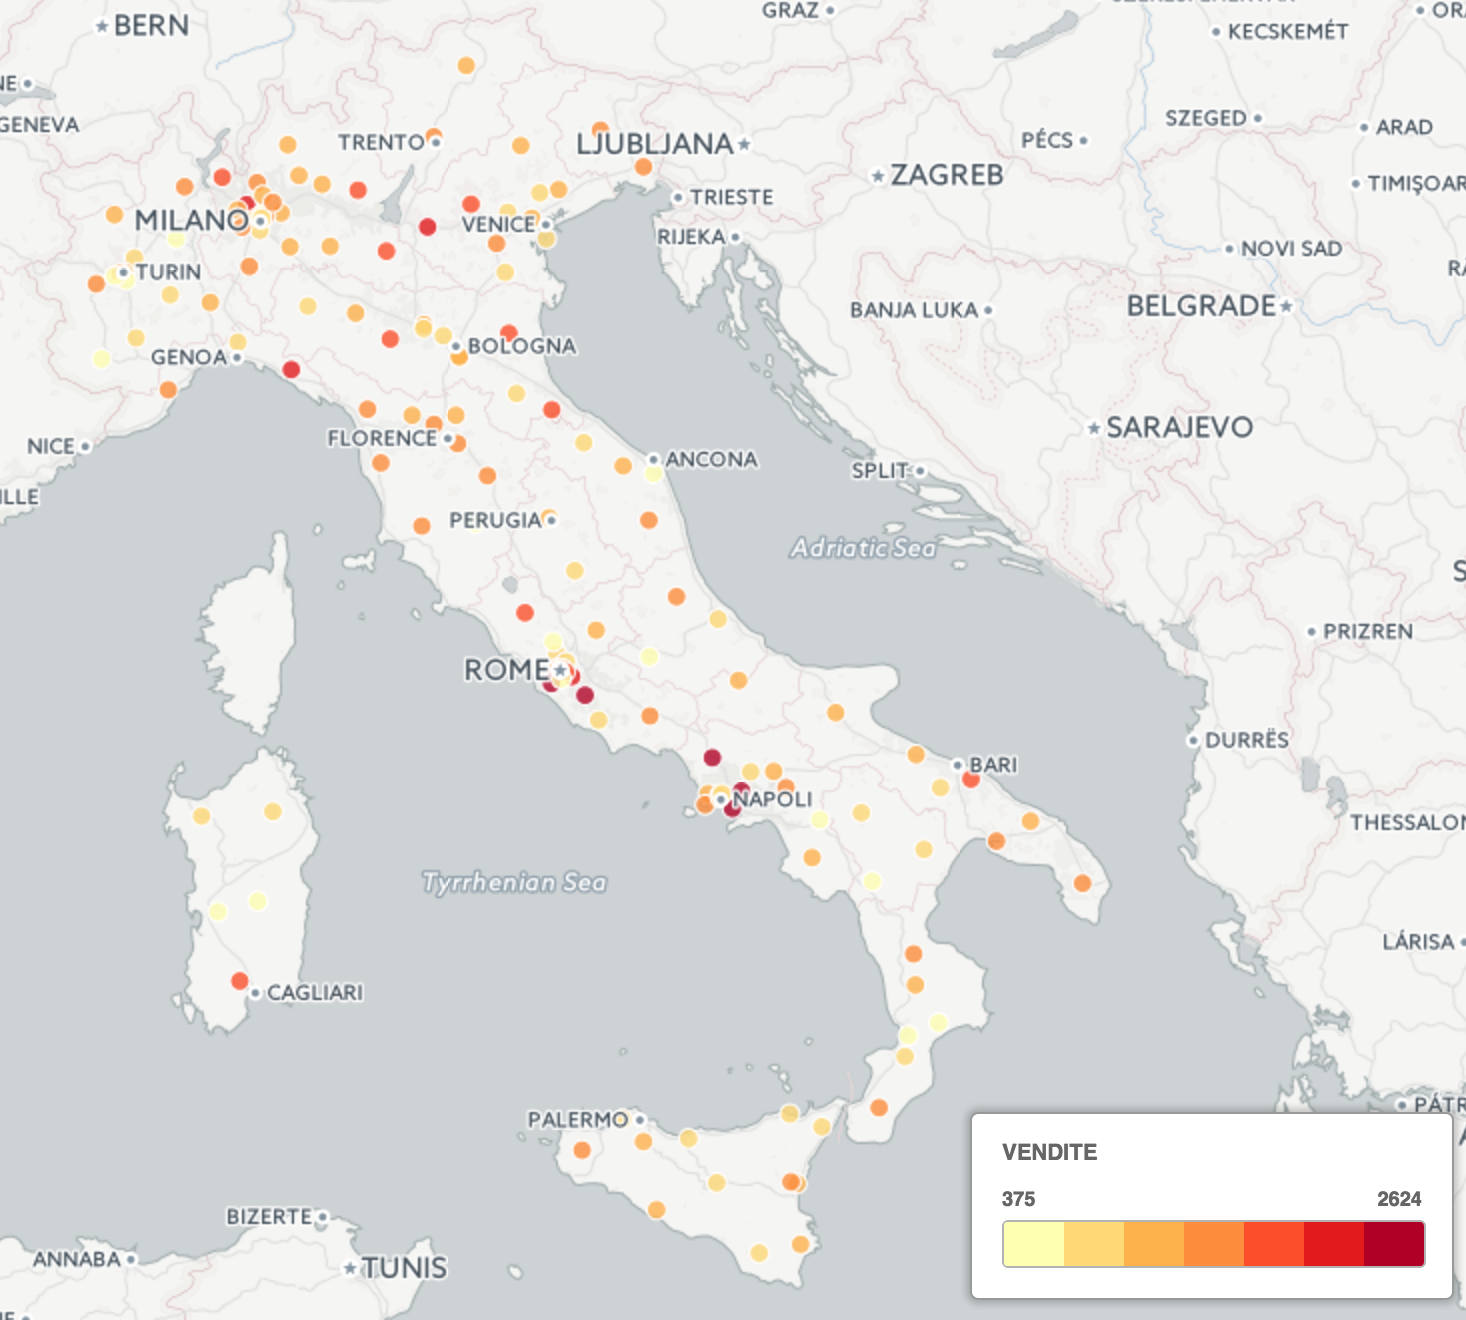 GRAZ
BERN
KECSKEMÉT
GENEVA
SZEGED
ARAD
TRENTO
LJUBLJANA
PÉCS
ZAGREB
TIMIŞOAR
TRIESTE
MILANO
VENICE
RIJEKA
NOVI SAD
TURIN
BANJA LUKA
BELGRADE
GENOA
BOLOGNA
SARAJEVO
NICE
FLORENCE
ANCONA
SPLIT
ILLE
PERUGIA
Adriatic Sea
PRIZREN
ROME
DURRËS
BARI
NAPOLI
THESSALON
Tyrrhenian Sea
LÁRISA
CAGLIARI
PÁTR
PALERMO
VENDITE
375 2624
BIZERTE
ANNABA
TUNIS